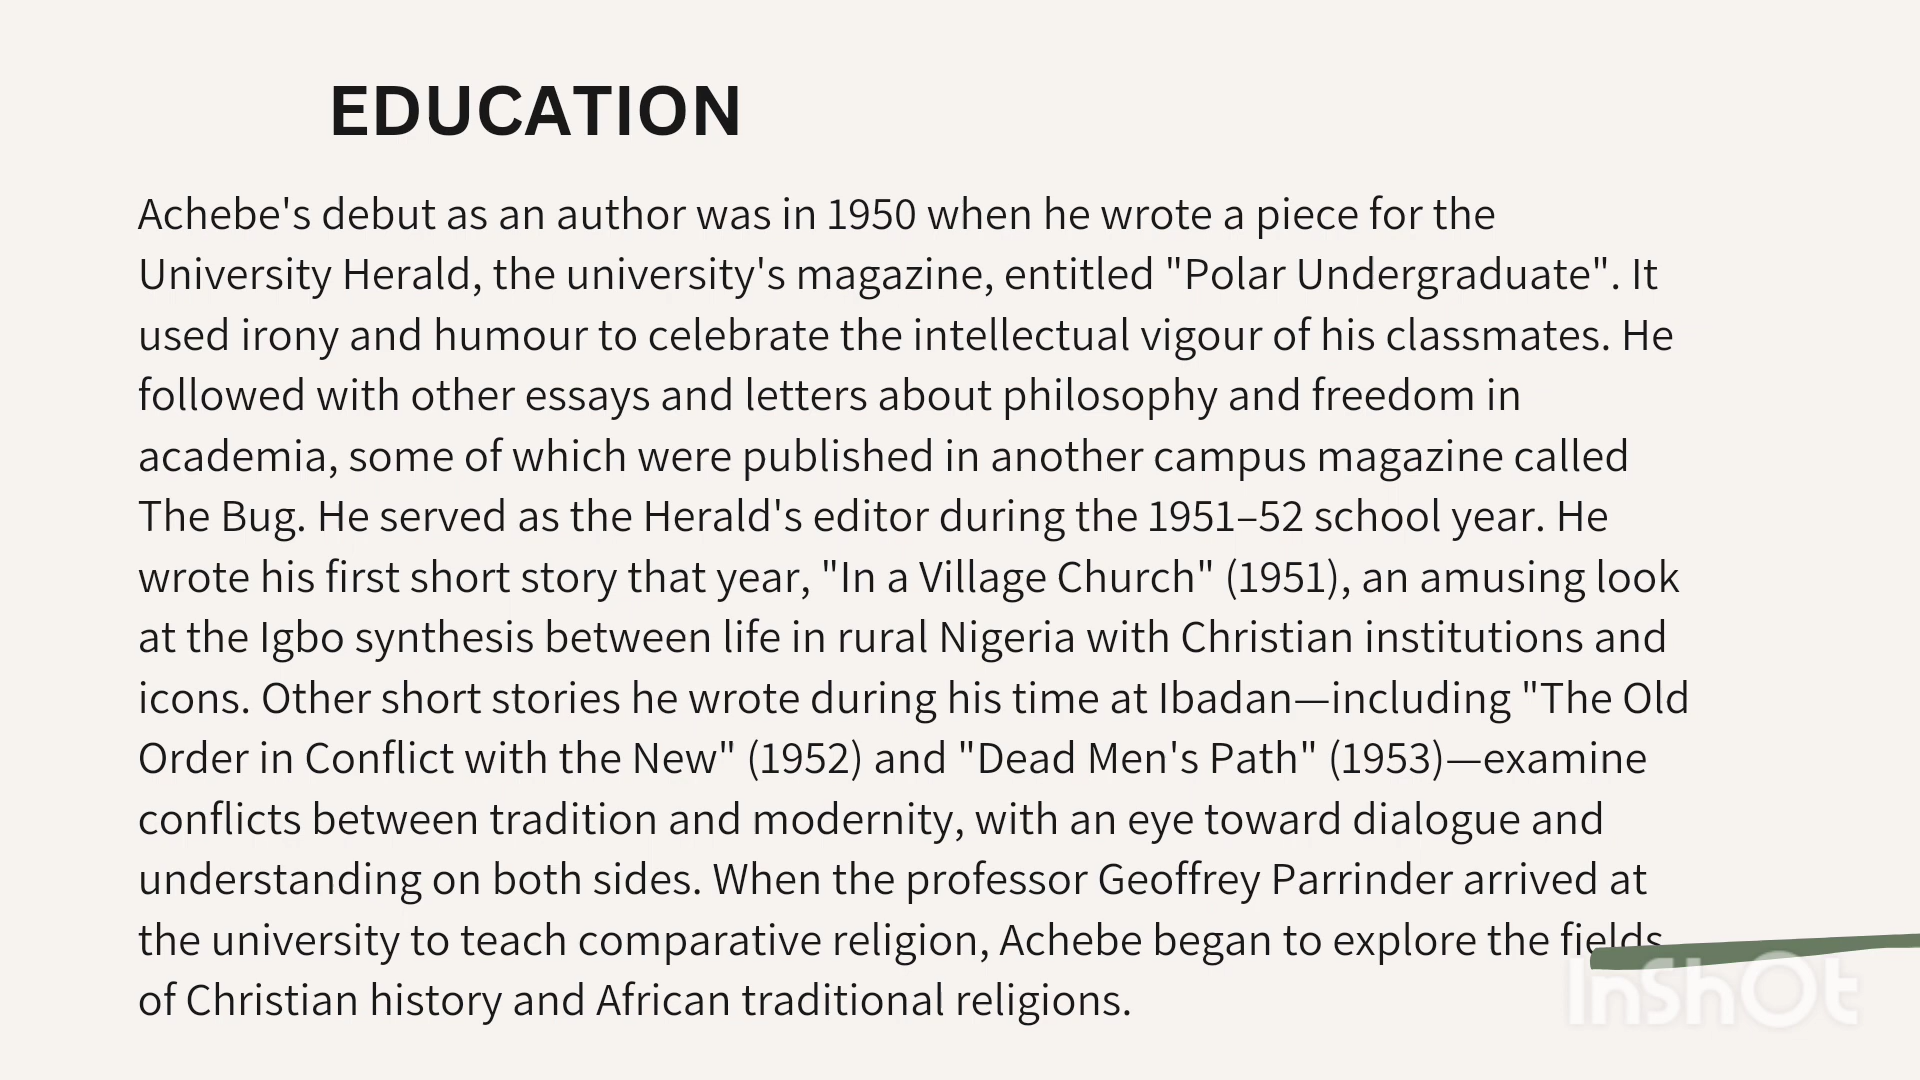 EDUCATION
Achebe's debut as an author was in 1950 when he wrote a piece for the
University Herald, the university's magazine, entitled "Polar Undergraduate". It
used irony and humour to celebrate the intellectual vigour of his classmates. He
followed with other essays and letters about philosophy and freedom in
academia, some of which were published in another campus magazine called
The Bug. He served as the Herald's editor during the 1951–52 school year. He
wrote his first short story that year, "In a Village Church" (1951), an amusing look
at the Igbo synthesis between life in rural Nigeria with Christian institutions and
icons. Other short stories he wrote during his time at Ibadan—including "The Old
Order in Conflict with the New" (1952) and "Dead Men's Path" (1953)—examine
conflicts between tradition and modernity, with an eye toward dialogue and
understanding on both sides. When the professor Geoffrey Parrinder arrived at
the university to teach comparative religion, Achebe began to explore the fields
of Christian history and African traditional religions.
InShOt